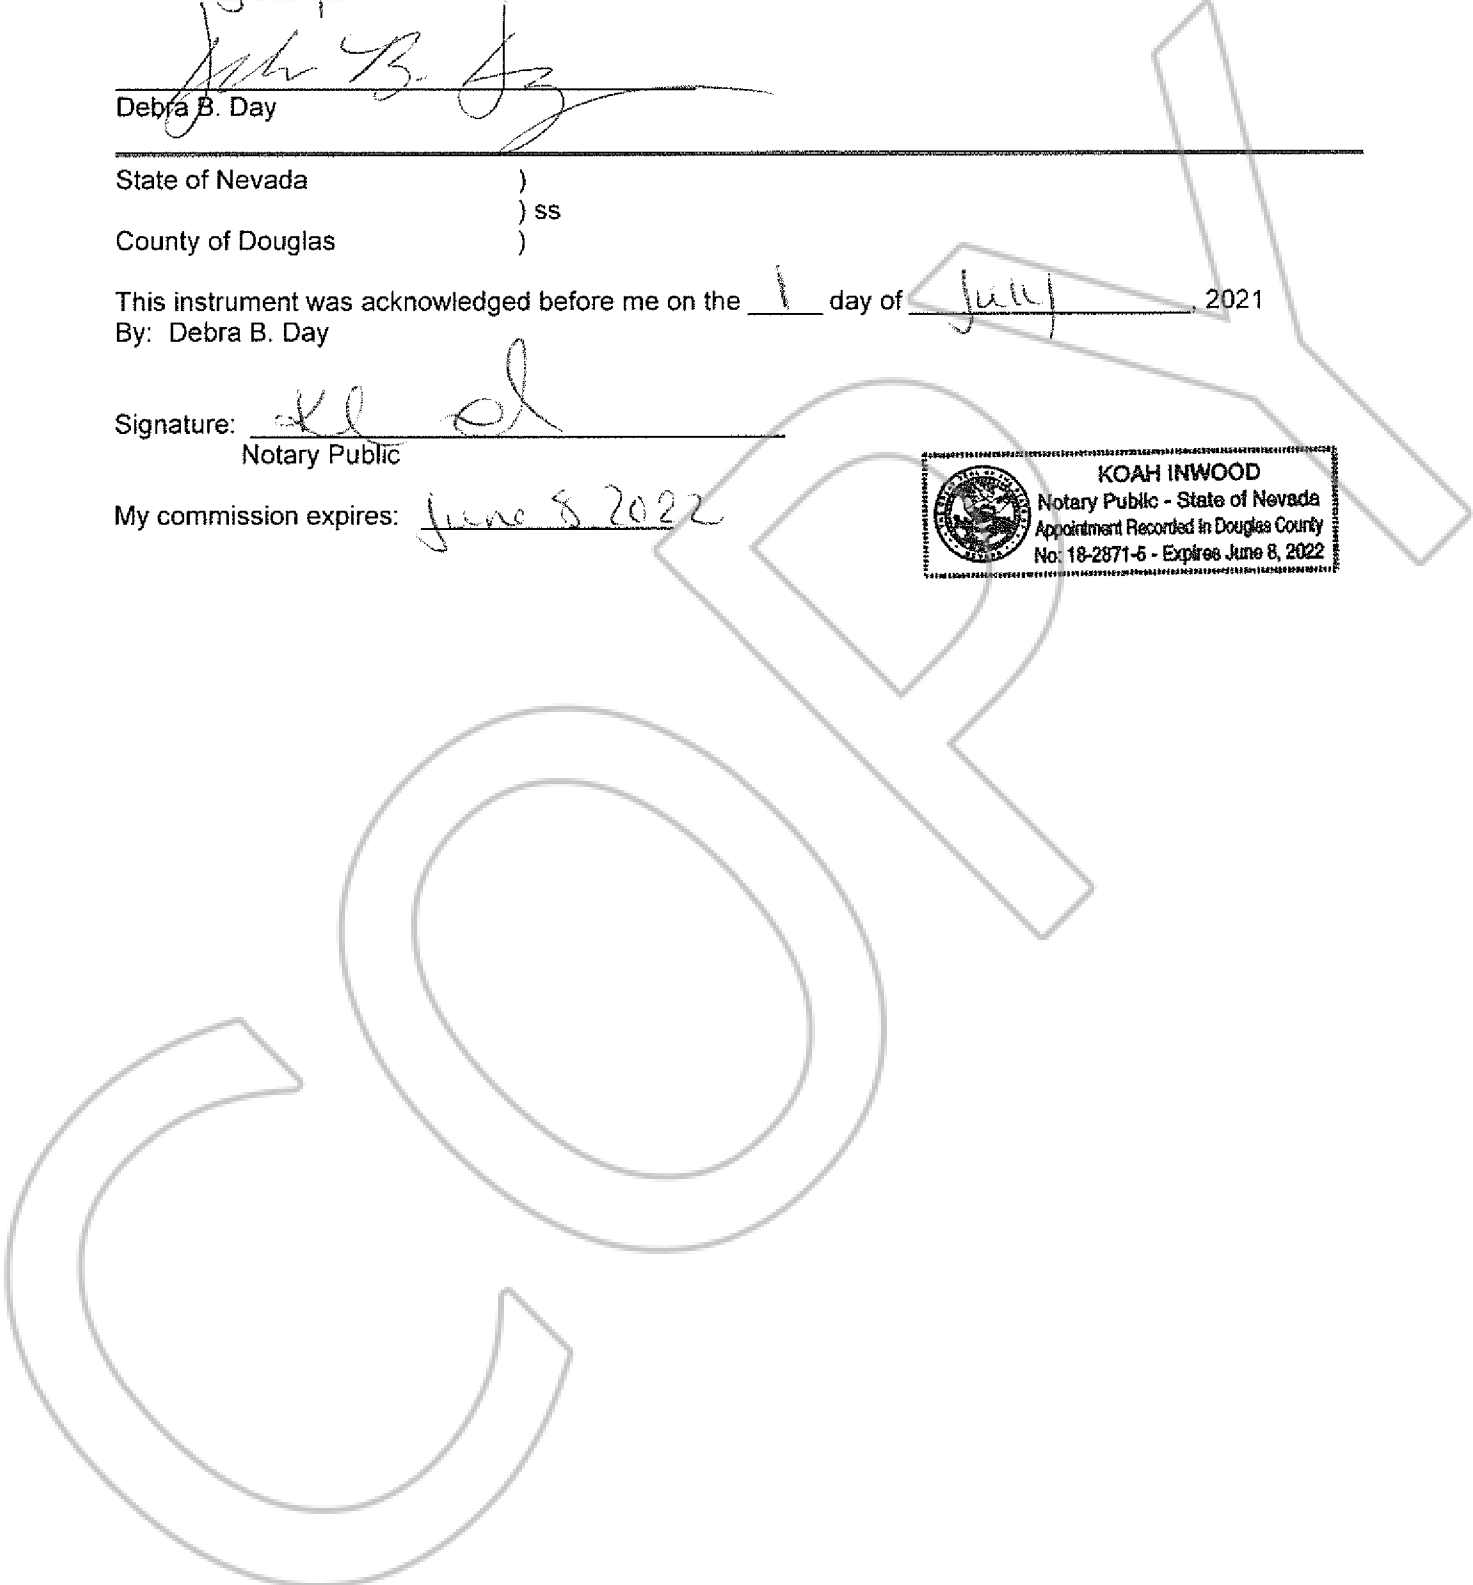 Debra B. Day
Debra B. Day
State of Nevada )
) ss
County of Douglas )
This instrument was acknowledged before me on the 1 day of July, 2021
By: Debra B. Day
Signature:
Notary Public
My commission expires: June 8 2022
KOAH INWOOD
Notary Public - State of Nevada
Appointment Recorded in Douglas County
No: 18-2871-5 - Expires June 8, 2022
COPY